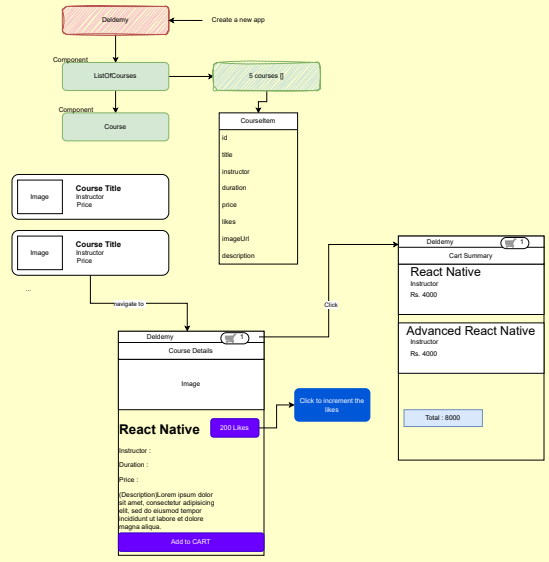 Deldemy
Create a new app
Component
ListOfCourses
5 courses []
Component
Course
CourseItem
id
title
instructor
duration
price
likes
imageUrl
description
Image
Course Title
Instructor
Price
Image
Course Title
Instructor
Price
...
navigate to
Click
Deldemy
1
Course Details
Image
React Native
200 Likes
Click to increment the
likes
Instructor :
Duration :
Price :
(Description)Lorem ipsum dolor
sit amet, consectetur adipisicing
elit, sed do eiusmod tempor
incididunt ut labore et dolore
magna aliqua.
Add to CART
Deldemy
1
Cart Summary
React Native
Instructor
Rs. 4000
Advanced React Native
Instructor
Rs. 4000
Total : 8000